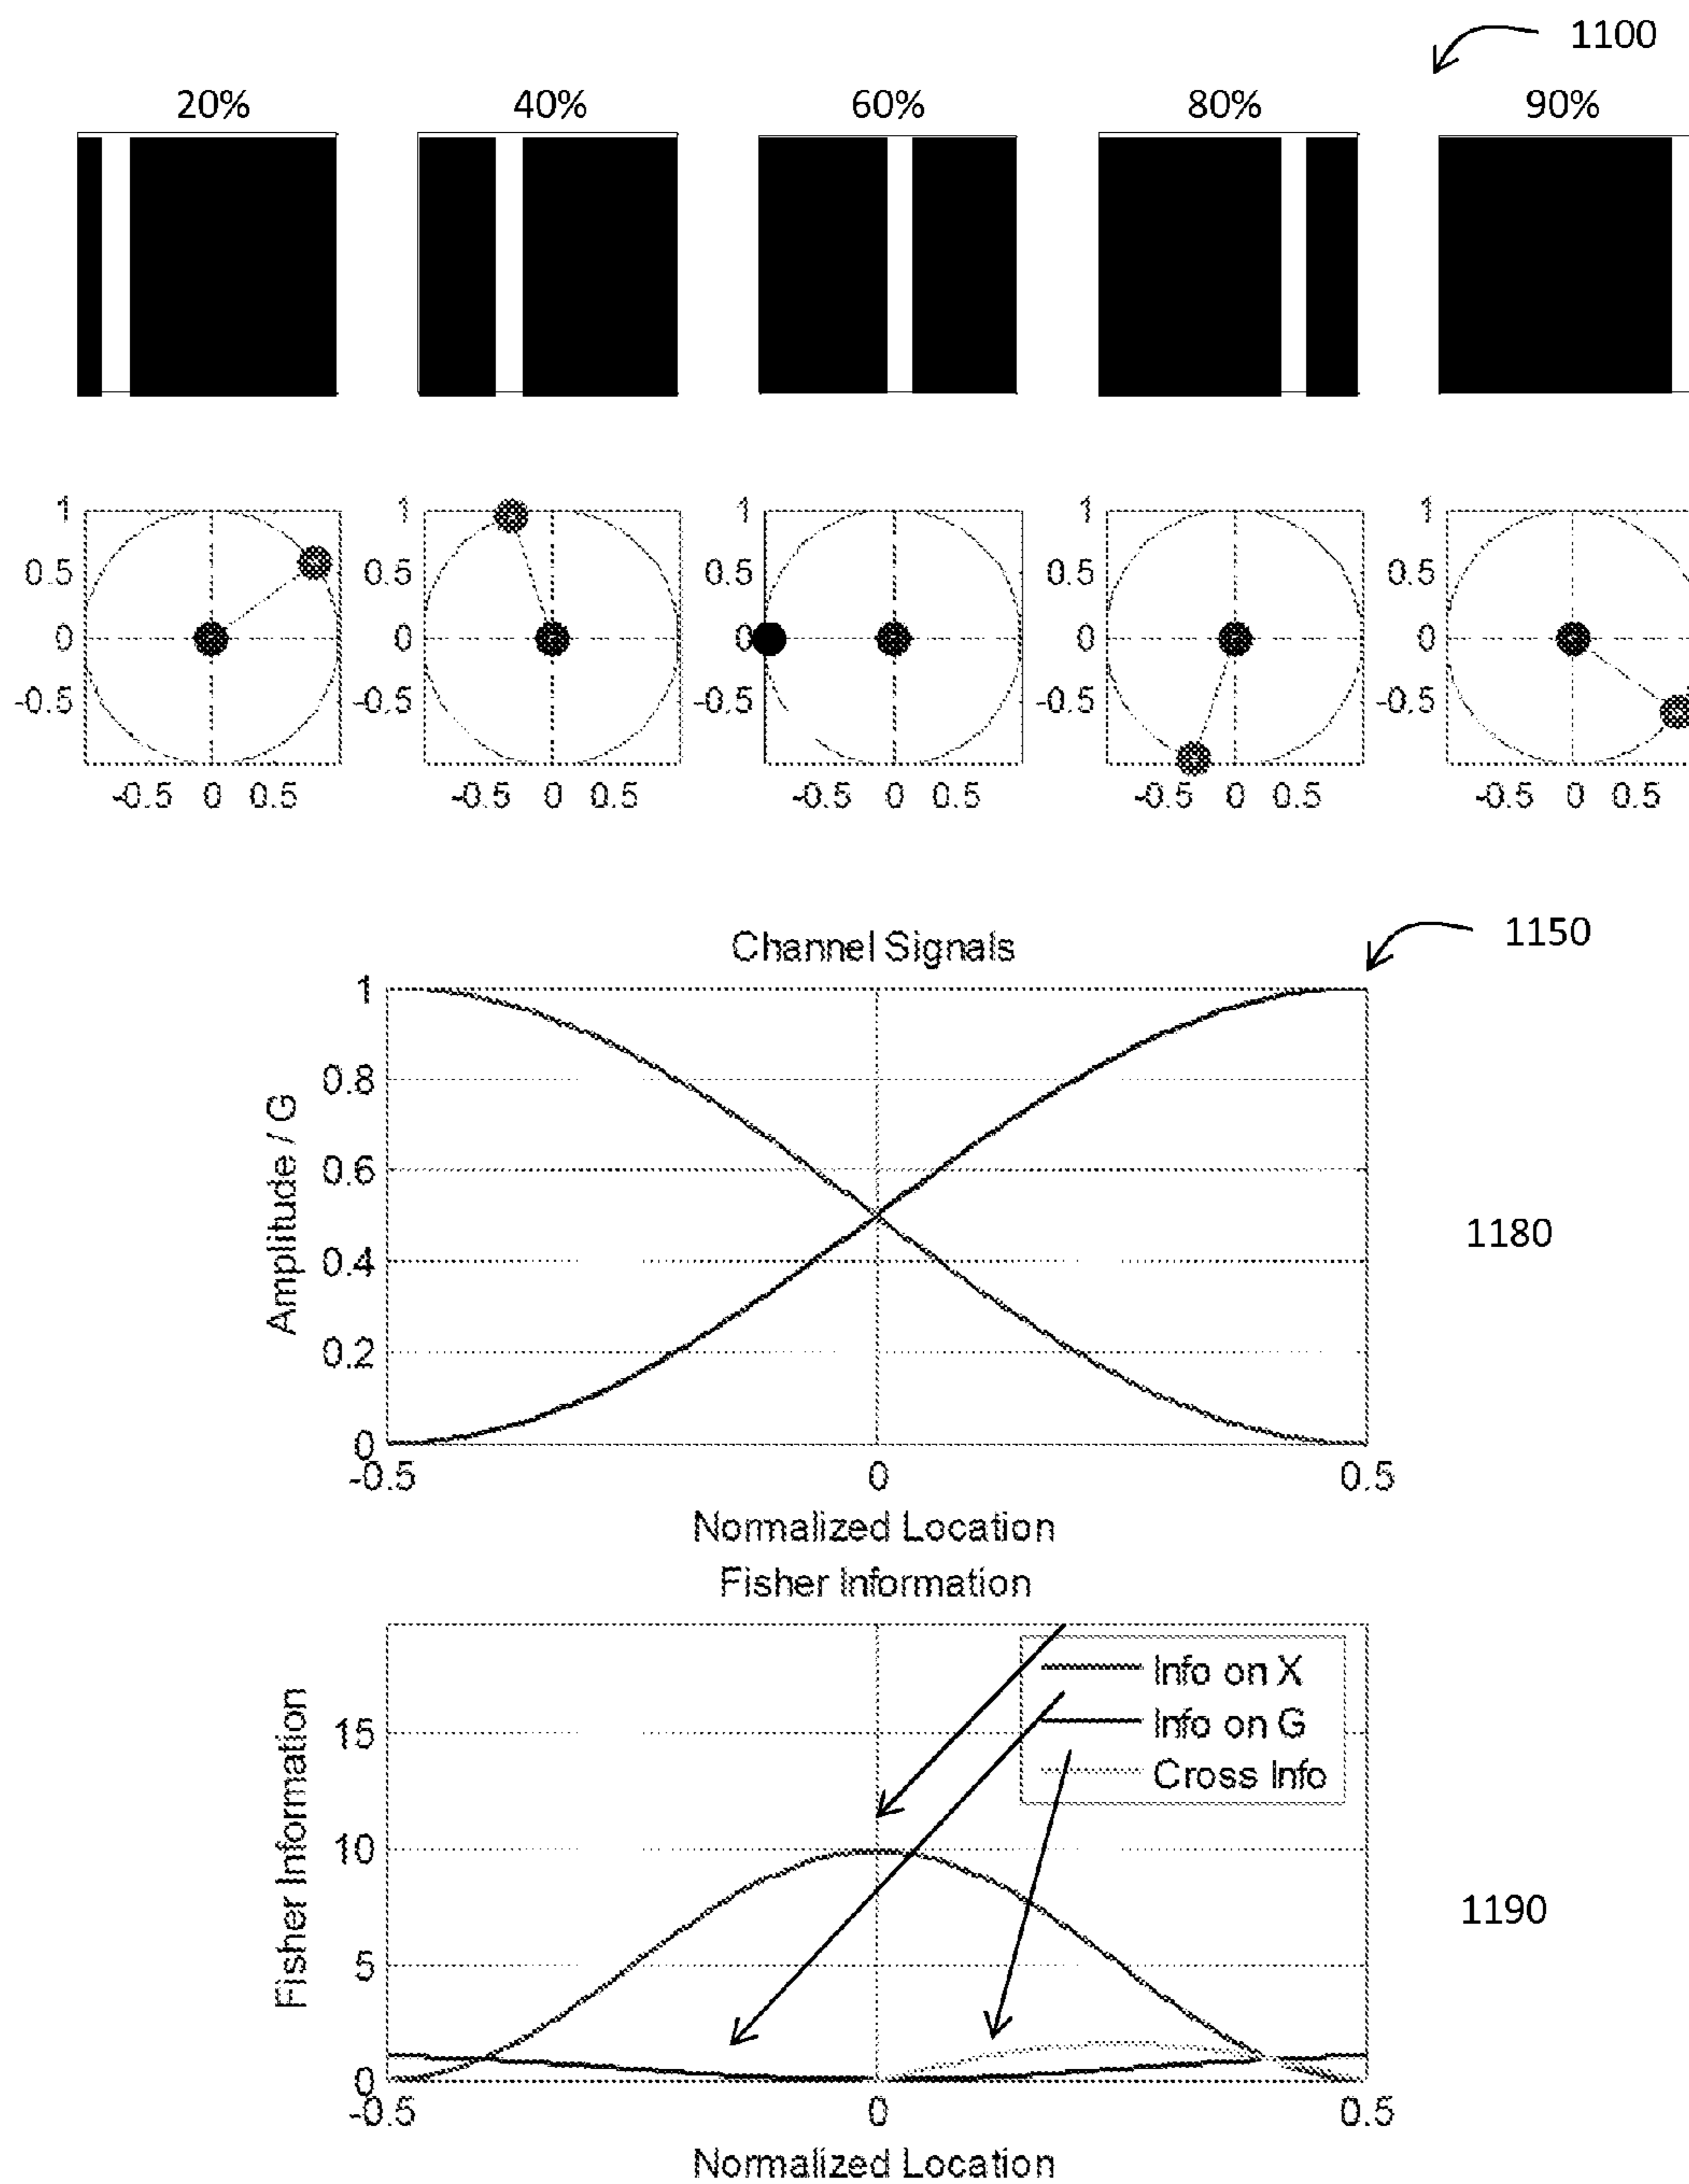 1100
20% 40% 60% 80% 90%
1 1 1 1 1
0.5 0.5 0.5 0.5 0.5
0 0 0 0 0
-0.5 -0.5 -0.5 -0.5 -0.5
-0.5 0 0.5 -0.5 0 0.5 -0.5 0 0.5 -0.5 0 0.5 -0.5 0 0.5
1150
Channel Signals
1
0.8
0.6
0.4
0.2
0
Amplitude / G
1180
-0.5 0 0.5
Normalized Location
Fisher Information
Info on X
Info on G
Cross Info
15
10
5
0
Fisher Information
1190
-0.5 0 0.5
Normalized Location